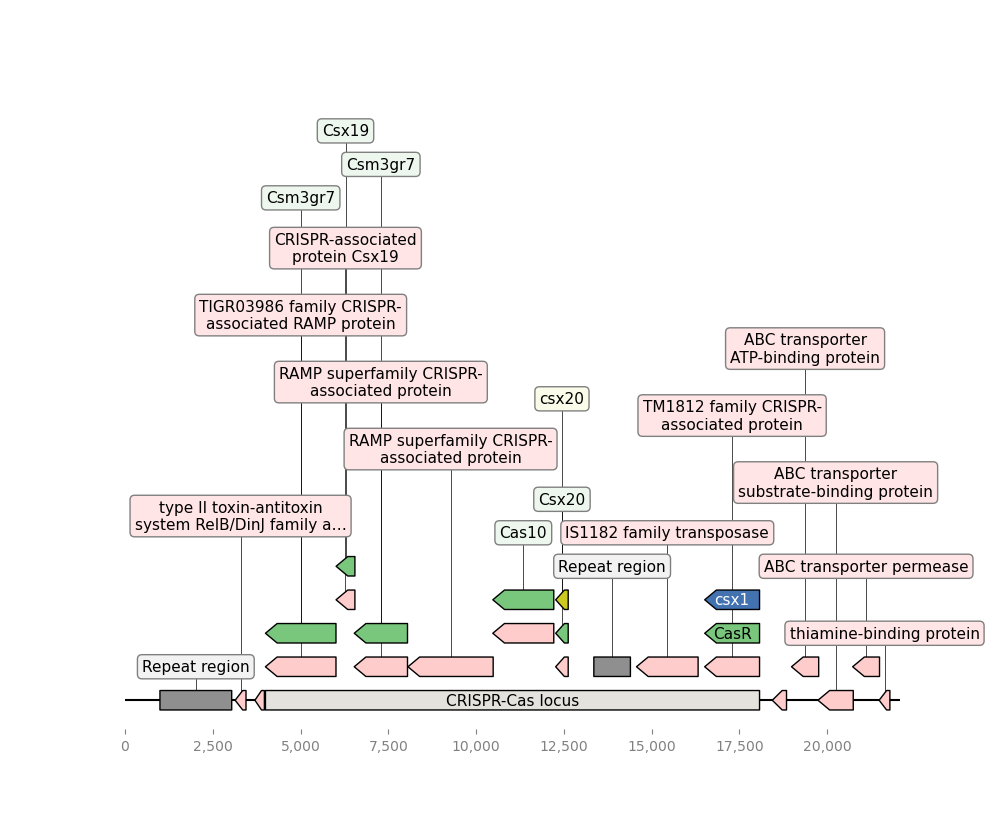 Csx19
Csm3gr7
Csm3gr7
CRISPR-associated
protein Csx19
TIGR03986 family CRISPR-
associated RAMP protein
ABC transporter
ATP-binding protein
RAMP superfamily CRISPR-
associated protein
csx20
TM1812 family CRISPR-
associated protein
RAMP superfamily CRISPR-
associated protein
ABC transporter
substrate-binding protein
type II toxin-antitoxin
system RelB/DinJ family a…
Csx20
Cas10
IS1182 family transposase
Repeat region
ABC transporter permease
csx1
CasR
thiamine-binding protein
Repeat region
CRISPR-Cas locus
0
2,500
5,000
7,500
10,000
12,500
15,000
17,500
20,000